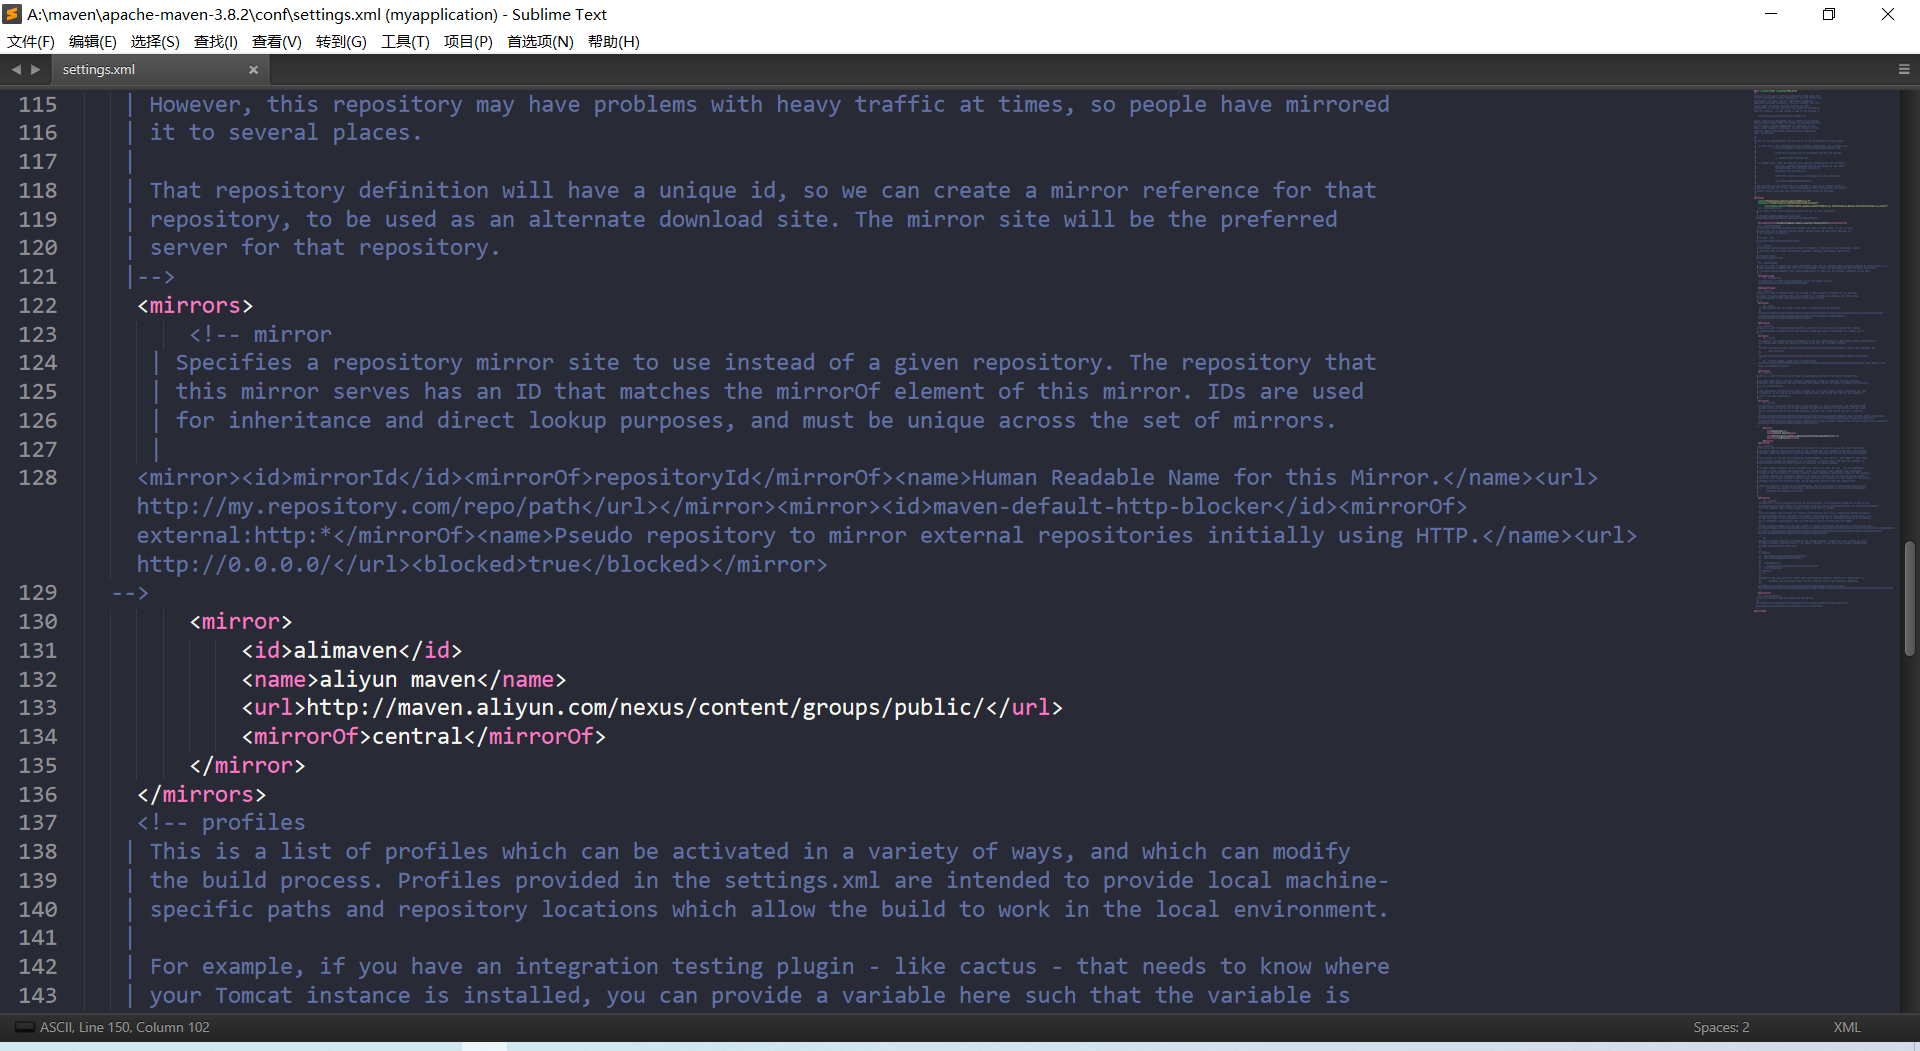 A:\maven\apache-maven-3.8.2\conf\settings.xml (myapplication) - Sublime Text
文件(F) 编辑(E) 选择(S) 查找(I) 查看(V) 转到(G) 工具(T) 项目(P) 首选项(N) 帮助(H)
settings.xml
115 | However, this repository may have problems with heavy traffic at times, so people have mirrored
116 | it to several places.
117 |
118 | That repository definition will have a unique id, so we can create a mirror reference for that
119 | repository, to be used as an alternate download site. The mirror site will be the preferred
120 | server for that repository.
121 |-->
122 <mirrors>
123 <!-- mirror
124 | Specifies a repository mirror site to use instead of a given repository. The repository that
125 | this mirror serves has an ID that matches the mirrorOf element of this mirror. IDs are used
126 | for inheritance and direct lookup purposes, and must be unique across the set of mirrors.
127 |
128 <mirror><id>mirrorId</id><mirrorOf>repositoryId</mirrorOf><name>Human Readable Name for this Mirror.</name><url>
http://my.repository.com/repo/path</url></mirror><mirror><id>maven-default-http-blocker</id><mirrorOf>
external:http:*</mirrorOf><name>Pseudo repository to mirror external repositories initially using HTTP.</name><url>
http://0.0.0.0/</url><blocked>true</blocked></mirror>
129 -->
130 <mirror>
131 <id>alimaven</id>
132 <name>aliyun maven</name>
133 <url>http://maven.aliyun.com/nexus/content/groups/public/</url>
134 <mirrorOf>central</mirrorOf>
135 </mirror>
136 </mirrors>
137 <!-- profiles
138 | This is a list of profiles which can be activated in a variety of ways, and which can modify
139 | the build process. Profiles provided in the settings.xml are intended to provide local machine-
140 | specific paths and repository locations which allow the build to work in the local environment.
141 |
142 | For example, if you have an integration testing plugin - like cactus - that needs to know where
143 | your Tomcat instance is installed, you can provide a variable here such that the variable is
ASCII, Line 150, Column 102
Spaces: 2
XML